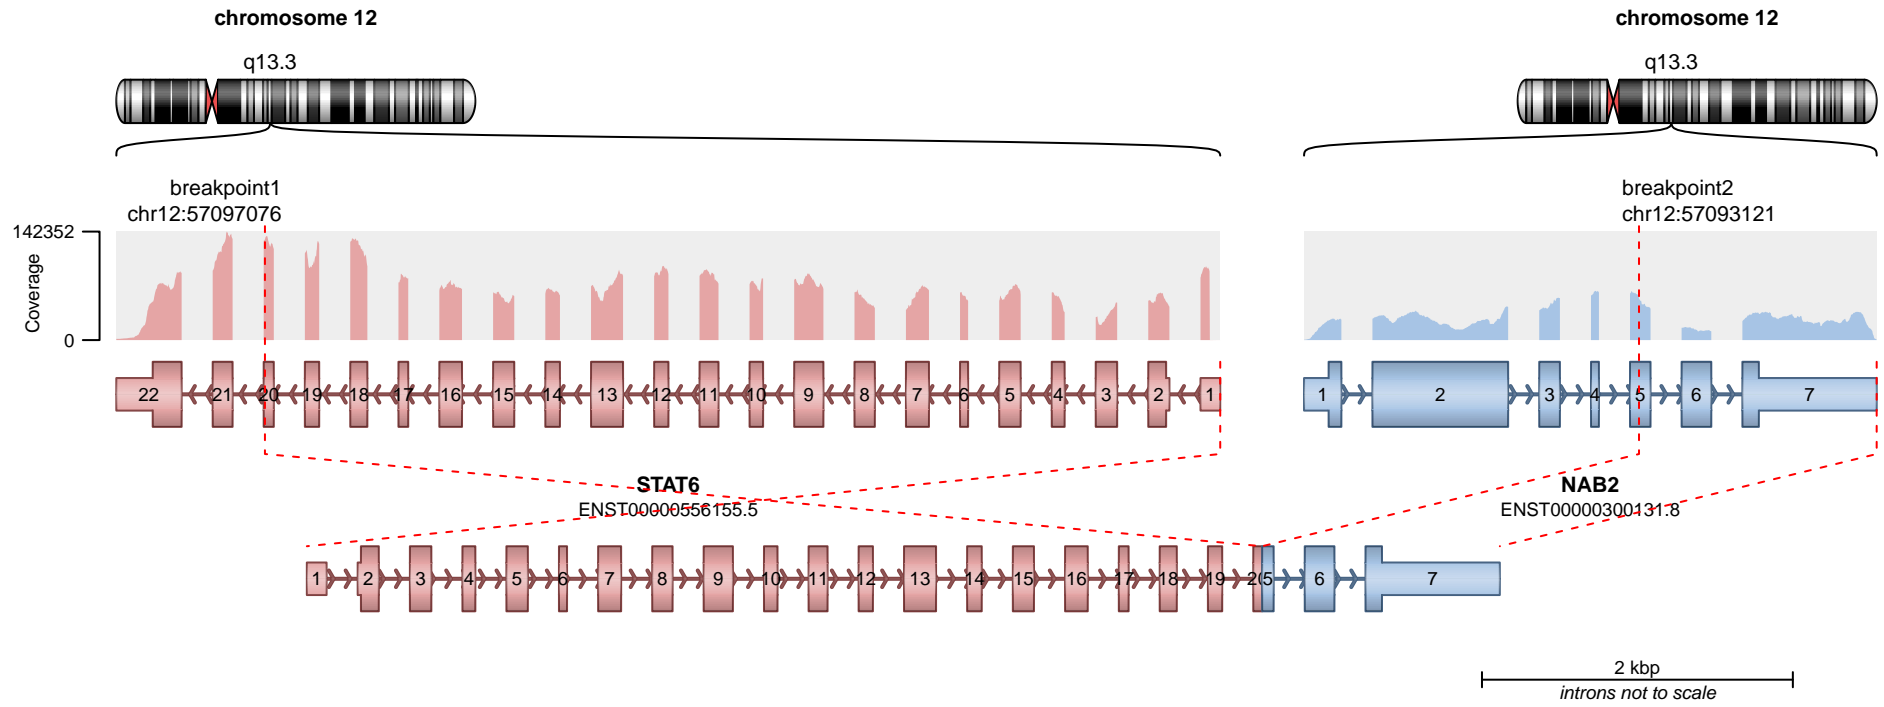 chromosome 12
chromosome 12
q13.3
q13.3
breakpoint1
chr12:57097076
breakpoint2
chr12:57093121
142352
Coverage
0
22 21 20 19 18 17 16 15 14 13 12 11 10 9 8 7 6 5 4 3 2 1
1 2 3 4 5 6 7
STAT6
ENST00000556155.5
NAB2
ENST00000300131.8
1 2 3 4 5 6 7 8 9 10 11 12 13 14 15 16 17 18 19 20 5 6 7
2 kbp
introns not to scale